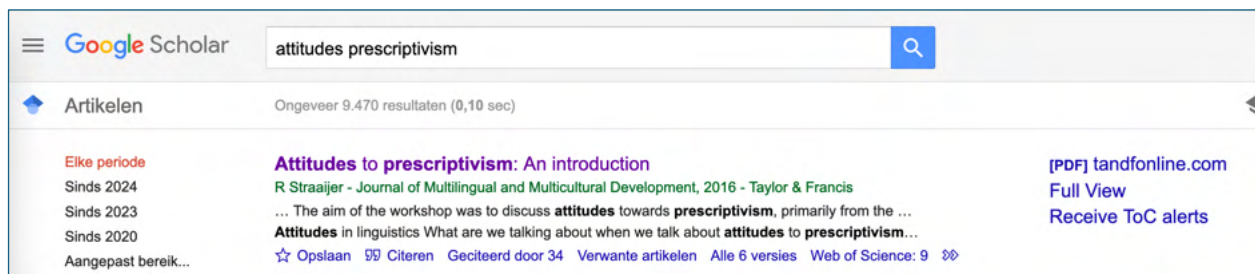 Google Scholar
attitudes prescriptivism
Artikelen
Ongeveer 9.470 resultaten (0,10 sec)
Elke periode
Sinds 2024
Sinds 2023
Sinds 2020
Aangepast bereik...
Attitudes to prescriptivism: An introduction
R Straaijer - Journal of Multilingual and Multicultural Development, 2016 - Taylor & Francis
… The aim of the workshop was to discuss attitudes towards prescriptivism, primarily from the …
Attitudes in linguistics What are we talking about when we talk about attitudes to prescriptivism…
Opslaan Citeren Geciteerd door 34 Verwante artikelen Alle 6 versies Web of Science: 9
[PDF] tandfonline.com
Full View
Receive ToC alerts